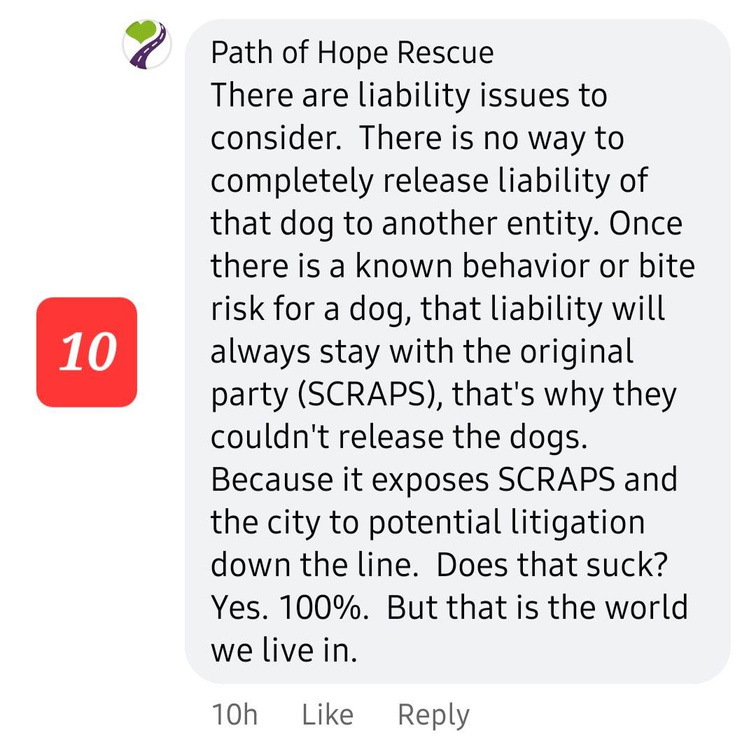 Path of Hope Rescue
There are liability issues to
consider.  There is no way to
completely release liability of
that dog to another entity. Once
there is a known behavior or bite
risk for a dog, that liability will
always stay with the original
party (SCRAPS), that's why they
couldn't release the dogs.
Because it exposes SCRAPS and
the city to potential litigation
down the line.  Does that suck?
Yes. 100%.  But that is the world
we live in.
10
10h Like Reply